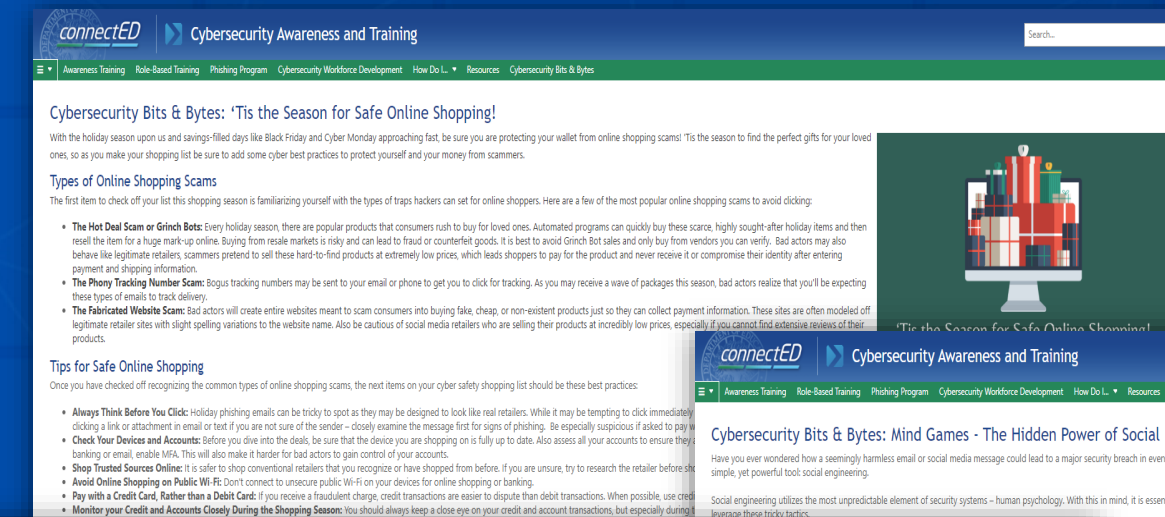 connectED
Cybersecurity Awareness and Training
Search...
Awareness Training Role-Based Training Phishing Program Cybersecurity Workforce Development How Do I... Resources Cybersecurity Bits & Bytes
Cybersecurity Bits & Bytes: ‘Tis the Season for Safe Online Shopping!
With the holiday season upon us and savings-filled days like Black Friday and Cyber Monday approaching fast, be sure you are protecting your wallet from online shopping scams! 'Tis the season to find the perfect gifts for your loved
ones, so as you make your shopping list be sure to add some cyber best practices to protect yourself and your money from scammers.
Types of Online Shopping Scams
The first item to check off your list this shopping season is familiarizing yourself with the types of traps hackers can set for online shoppers. Here are a few of the most popular online shopping scams to avoid clicking:
• The Hot Deal Scam or Grinch Bots: Every holiday season, there are popular products that consumers rush to buy for loved ones. Automated programs can quickly buy these scarce, highly sought-after holiday items and then
resell the item for a huge mark-up online. Buying from resale markets is risky and can lead to fraud or counterfeit goods. It is best to avoid Grinch Bot sales and only buy from vendors you can verify. Bad actors may also
behave like legitimate retailers, scammers pretend to sell these hard-to-find products at extremely low prices, which leads shoppers to pay for the product and never receive it or compromise their identity after entering
payment and shipping information.
• The Phony Tracking Number Scam: Bogus tracking numbers may be sent to your email or phone to get you to click for tracking. As you may receive a wave of packages this season, bad actors realize that you'll be expecting
these types of emails to track delivery.
• The Fabricated Website Scam: Bad actors will create entire websites meant to scam consumers into buying fake, cheap, or non-existent products just so they can collect payment information. These sites are often modeled off
legitimate retailer sites with slight spelling variations to the website name. Also be cautious of social media retailers who are selling their products at incredibly low prices, especially if you cannot find extensive reviews of their
products.
'Tis the Season for Safe Online Shopping!
Tips for Safe Online Shopping
Once you have checked off recognizing the common types of online shopping scams, the next items on your cyber safety shopping list should be these best practices:
• Always Think Before You Click: Holiday phishing emails can be tricky to spot as they may be designed to look like real retailers. While it may be tempting to click immediately
clicking a link or attachment in email or text if you are not sure of the sender – closely examine the message first for signs of phishing. Be especially suspicious if asked to pay
• Check Your Devices and Accounts: Before you dive into the deals, be sure that the device you are shopping on is fully up to date. Also assess all your accounts to ensure they
banking or email, enable MFA. This will also make it harder for bad actors to gain control of your accounts.
• Shop Trusted Sources Online: It is safer to shop conventional retailers that you recognize or have shopped from before. If you are unsure, try to research the retailer before
• Avoid Online Shopping on Public Wi-Fi: Don't connect to unsecure public Wi-Fi on your devices for online shopping or banking.
• Pay with a Credit Card, Rather than a Debit Card: If you receive a fraudulent charge, credit transactions are easier to dispute than debit transactions. When possible, use
• Monitor your Credit and Accounts Closely During the Shopping Season: You should always keep a close eye on your credit and account transactions, but especially during
connectED
Cybersecurity Awareness and Training
Awareness Training Role-Based Training Phishing Program Cybersecurity Workforce Development How Do I... Resources
Cybersecurity Bits & Bytes: Mind Games - The Hidden Power of Social
Have you ever wondered how a seemingly harmless email or social media message could lead to a major security breach in
simple, yet powerful tool: social engineering.
Social engineering utilizes the most unpredictable element of security systems – human psychology. With this in mind, it is
leverage these tricky tactics.